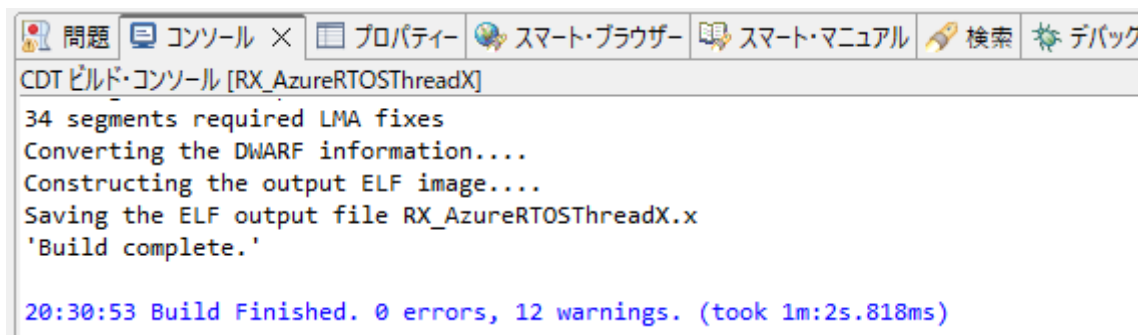 問題 コンソール × プロパティー スマート・ブラウザー スマート・マニュアル 検索 デバッグ
CDT ビルド・コンソール [RX_AzureRTOSThreadX]
34 segments required LMA fixes
Converting the DWARF information....
Constructing the output ELF image....
Saving the ELF output file RX_AzureRTOSThreadX.x
'Build complete.'
20:30:53 Build Finished. 0 errors, 12 warnings. (took 1m:2s.818ms)